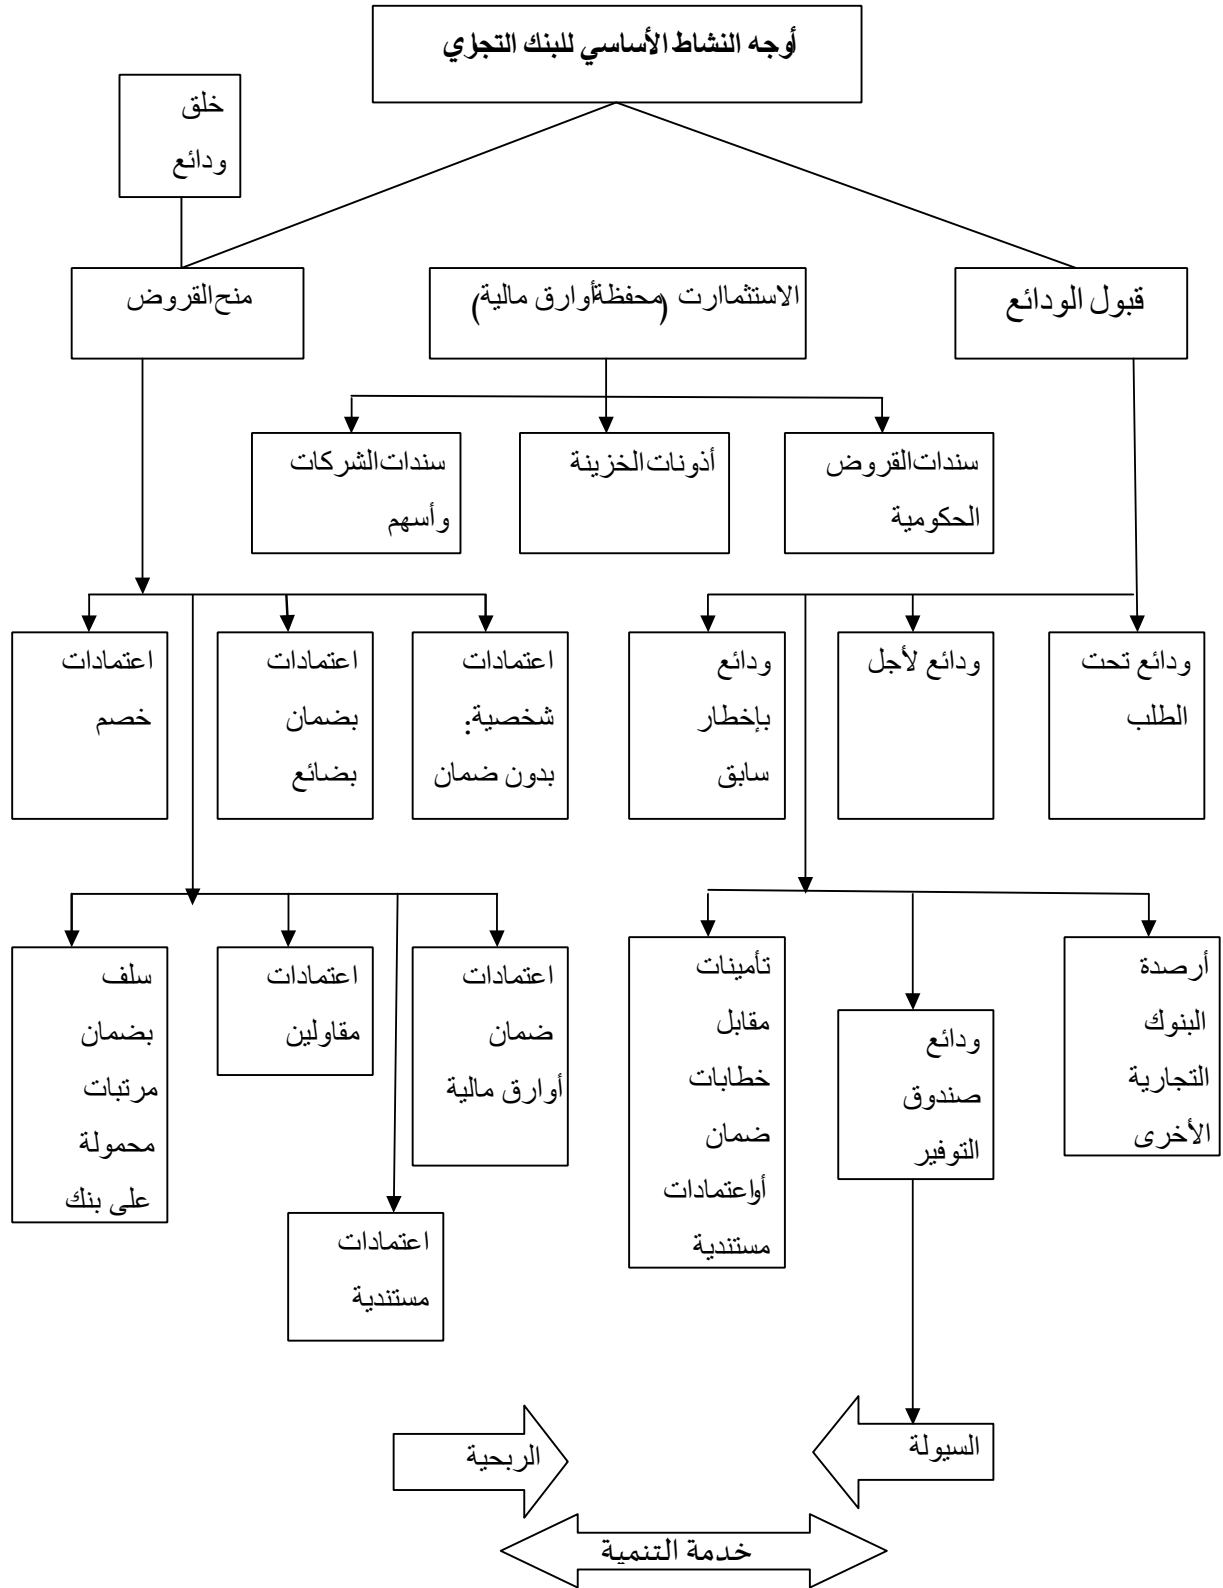 أوجه النشاط الأساسي للبنك التجاري
خلق
ودائع
قبول الودائع
الاستثماارت (محفظةأوارق مالية)
منح القروض
سندات القروض
الحكومية
أذونات الخزينة
سندات الشركات
وأسهم
ودائع تحت
الطلب
ودائع لأجل
ودائع
بإخطار
سابق
اعتمادات
شخصية:
بدون ضمان
اعتمادات
بضمان
بضائع
اعتمادات
خصم
أرصدة
البنوك
التجارية
الأخرى
ودائع
صندوق
التوفير
تأمينات
مقابل
خطابات
ضمان
أواعتمادات
مستندية
اعتمادات
ضمان
أوارق مالية
اعتمادات
مقاولين
سلف
بضمان
مرتبات
محمولة
على بنك
اعتمادات
مستندية
السيولة
الربحية
خدمة التنمية